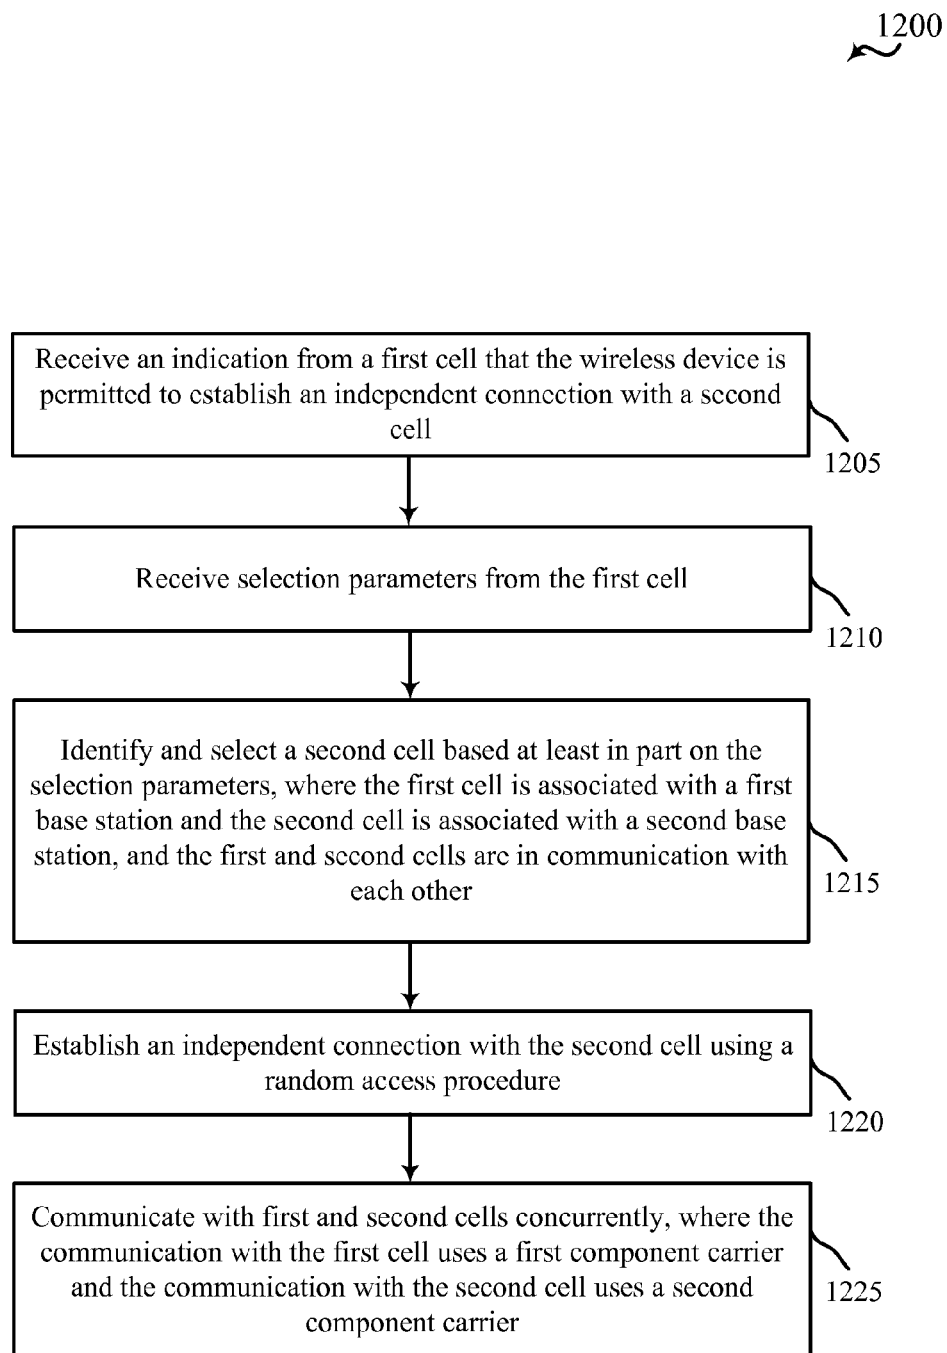 1200
Receive an indication from a first cell that the wireless device is
permitted to establish an independent connection with a second
cell
1205
Receive selection parameters from the first cell
1210
Identify and select a second cell based at least in part on the
selection parameters, where the first cell is associated with a first
base station and the second cell is associated with a second base
station, and the first and second cells are in communication with
each other
1215
Establish an independent connection with the second cell using a
random access procedure
1220
Communicate with first and second cells concurrently, where the
communication with the first cell uses a first component carrier
and the communication with the second cell uses a second
component carrier
1225